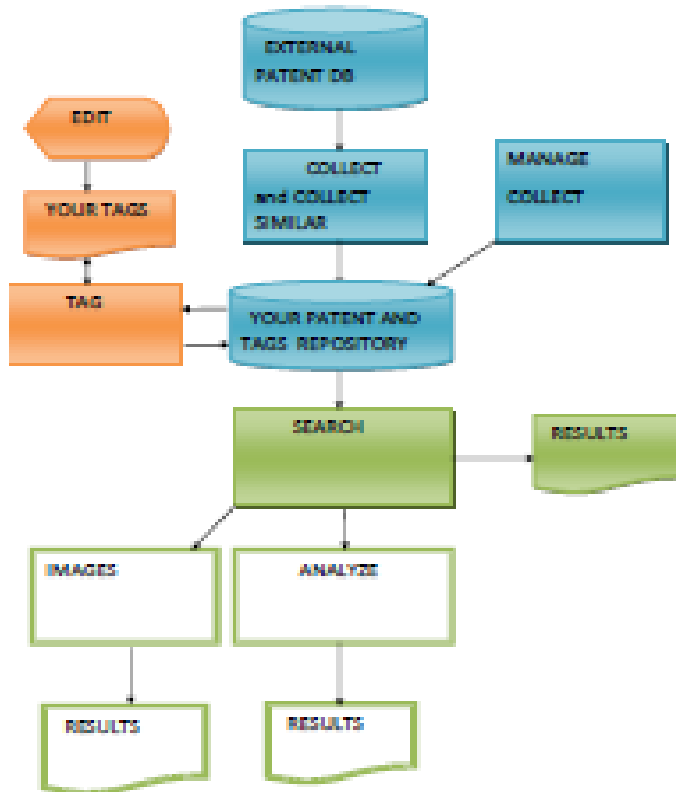 EXTERNAL
PATENT DB
EDIT
COLLECT
and COLLECT
SIMILAR
MANAGE
COLLECT
YOUR TAGS
TAG
YOUR PATENT AND
TAGS REPOSITORY
SEARCH
RESULTS
IMAGES
ANALYZE
RESULTS
RESULTS